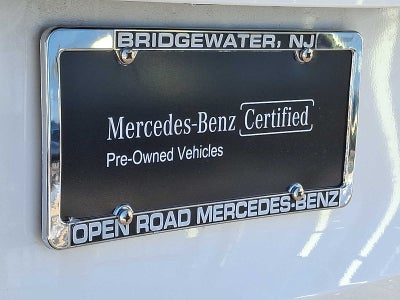 BRIDGEWATER, NJ
Mercedes-Benz Certified
Pre-Owned Vehicles
OPEN ROAD MERCEDES-BENZ